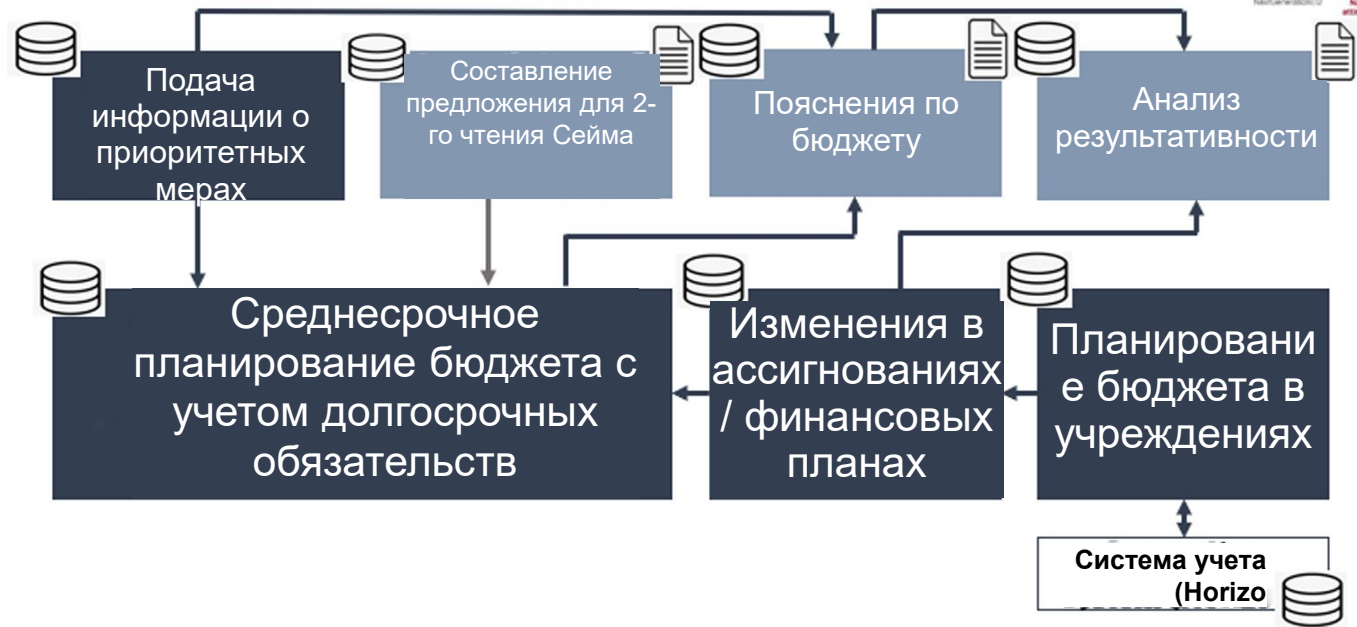 NextGenerationEU
Подача
информации о
приоритетных
мерах
Составление
предложения для 2-
го чтения Сейма
Пояснения по
бюджету
Анализ
результативности
Среднесрочное
планирование бюджета с
учетом долгосрочных
обязательств
Изменения в
ассигнованиях
/ финансовых
планах
Планировани
е бюджета в
учреждениях
Система учета
(Horizo